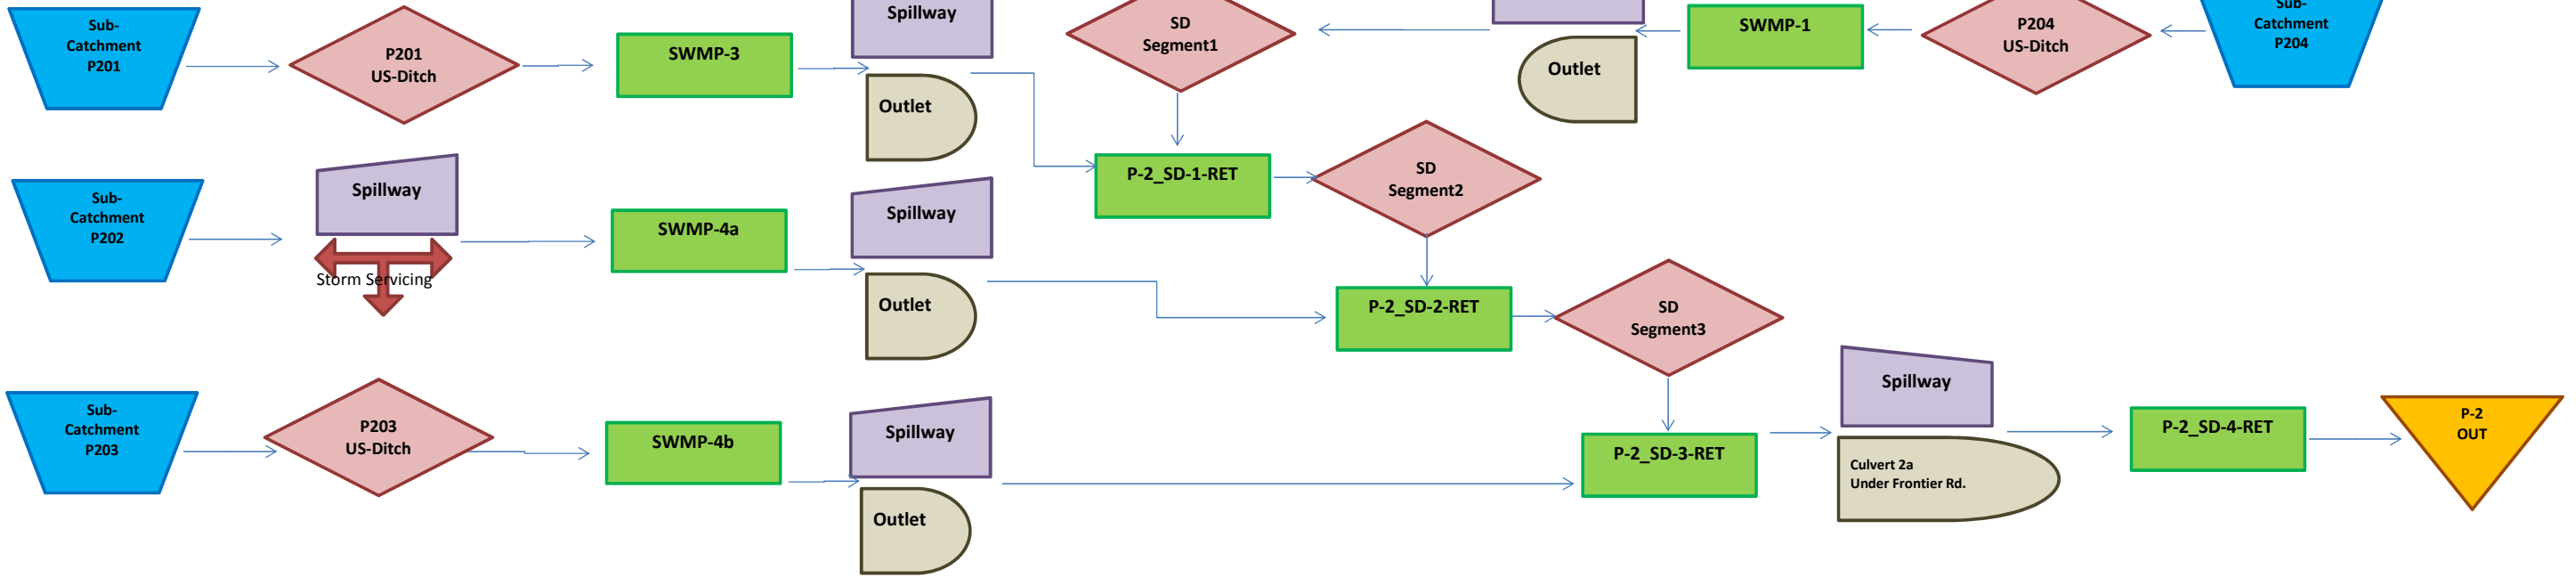 Sub-
Catchment
P201
P201
US-Ditch
SWMP-3
Spillway
Outlet
SD
Segment1
Outlet
SWMP-1
P204
US-Ditch
Sub-
Catchment
P204
Sub-
Catchment
P202
Spillway
Storm Servicing
SWMP-4a
Spillway
Outlet
P-2_SD-1-RET
SD
Segment2
P-2_SD-2-RET
SD
Segment3
Sub-
Catchment
P203
P203
US-Ditch
SWMP-4b
Spillway
Outlet
P-2_SD-3-RET
Spillway
Culvert 2a
Under Frontier Rd.
P-2_SD-4-RET
P-2
OUT